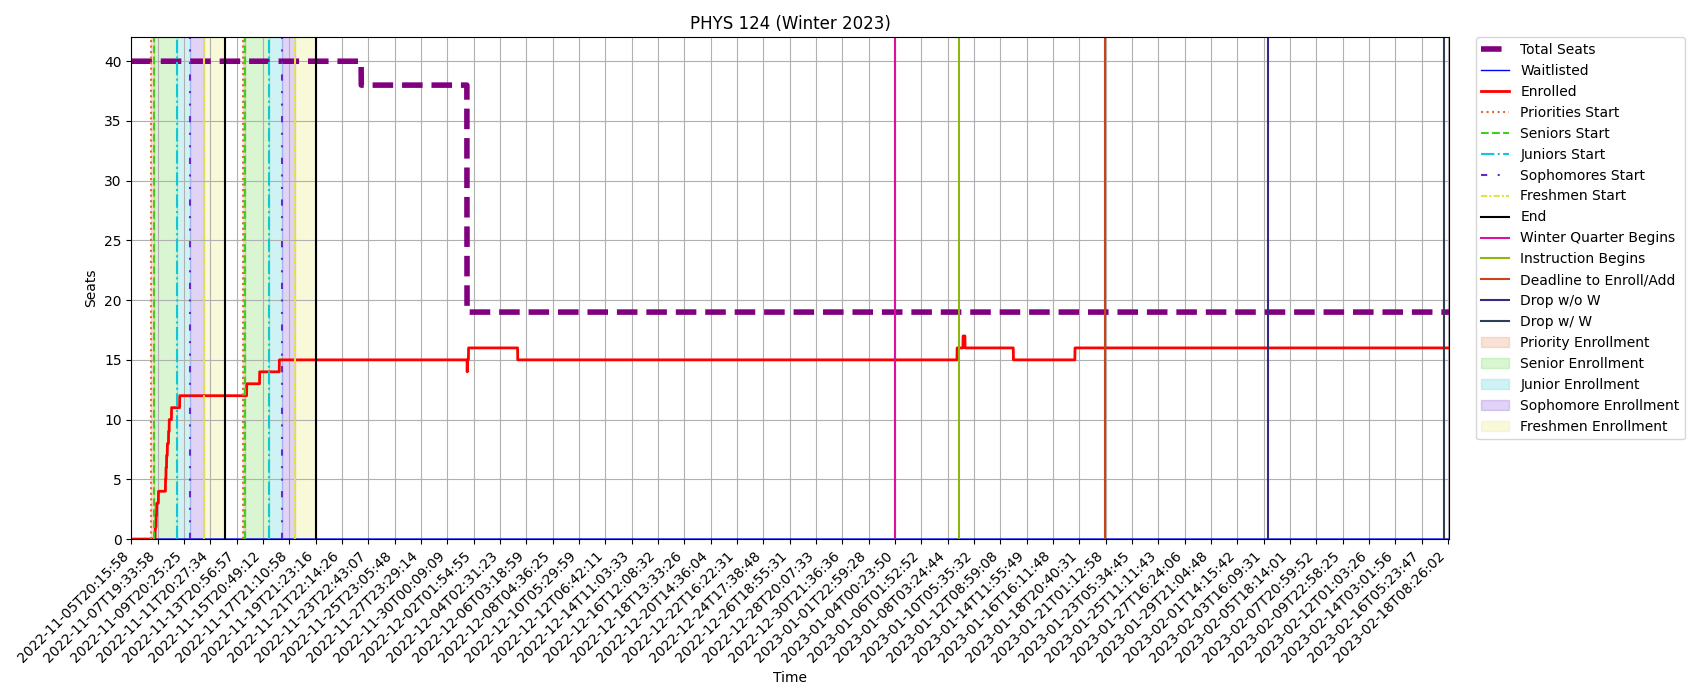 PHYS 124 (Winter 2023)
Seats
40
35
30
25
20
15
10
5
0
2022-11-05T20:15:58
2022-11-07T19:33:58
2022-11-09T20:25:25
2022-11-11T20:27:34
2022-11-13T20:56:57
2022-11-15T20:49:12
2022-11-17T21:10:58
2022-11-19T21:23:16
2022-11-21T22:14:26
2022-11-23T22:43:07
2022-11-25T23:05:48
2022-11-27T23:29:14
2022-11-30T00:09:09
2022-12-02T01:54:55
2022-12-04T02:31:23
2022-12-06T03:18:59
2022-12-08T04:36:25
2022-12-10T05:29:59
2022-12-12T06:42:11
2022-12-14T11:03:33
2022-12-16T12:08:32
2022-12-18T13:33:26
2022-12-20T14:36:04
2022-12-22T16:22:31
2022-12-24T17:38:48
2022-12-26T18:55:31
2022-12-28T20:07:33
2022-12-30T21:36:36
2023-01-01T22:59:28
2023-01-04T00:23:50
2023-01-06T01:52:52
2023-01-08T03:24:44
2023-01-10T05:35:32
2023-01-12T08:59:08
2023-01-14T11:55:49
2023-01-16T16:11:48
2023-01-18T20:40:31
2023-01-21T01:12:58
2023-01-23T05:34:45
2023-01-25T11:11:43
2023-01-27T16:24:06
2023-01-29T21:04:48
2023-02-01T14:15:42
2023-02-03T16:09:31
2023-02-05T18:14:01
2023-02-07T20:59:52
2023-02-09T22:58:25
2023-02-12T01:03:26
2023-02-14T03:01:56
2023-02-16T05:23:47
2023-02-18T08:26:02
Time
Total Seats
Waitlisted
Enrolled
Priorities Start
Seniors Start
Juniors Start
Sophomores Start
Freshmen Start
End
Winter Quarter Begins
Instruction Begins
Deadline to Enroll/Add
Drop w/o W
Drop w/ W
Priority Enrollment
Senior Enrollment
Junior Enrollment
Sophomore Enrollment
Freshmen Enrollment